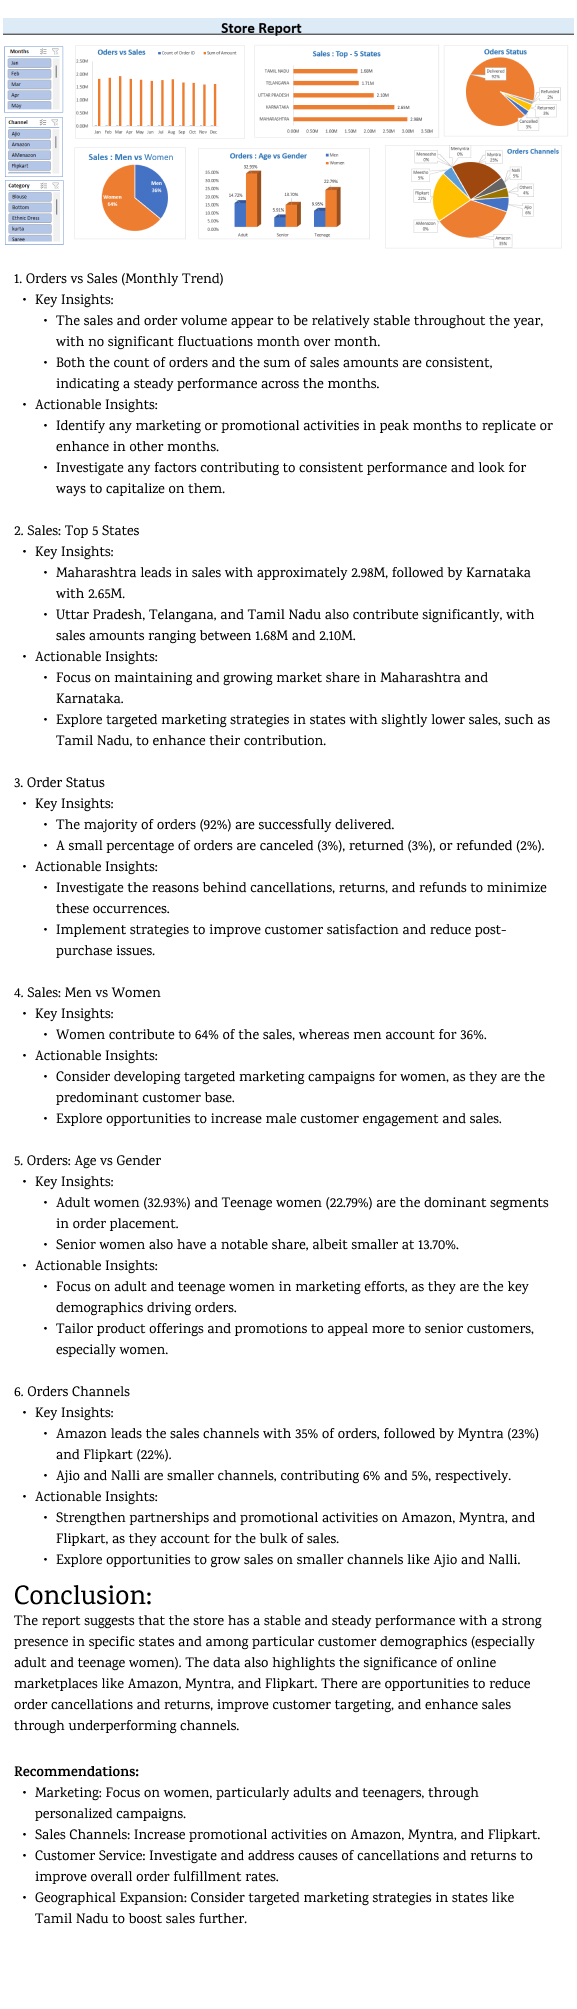 Store Report
Months
Jan
Feb
Mar
Apr
May
Channel
Ajio
Amazon
AMenazon
Flipkart
Category
Blouse
Bottom
Ethnic Dress
kurta
Saree
Oders vs Sales
Count of Order ID
Sum of Amount
2.50M
2.00M
1.50M
1.00M
0.50M
0.00M
Jan Feb Mar Apr May Jun Jul Aug Sep Oct Nov Dec
Sales : Top - 5 States
TAMIL NADU 1.68M
TELANGANA 1.71M
UTTAR PRADESH 2.10M
KARNATAKA 2.65M
MAHARASHTRA 2.98M
0.00M 0.50M 1.00M 1.50M 2.00M 2.50M 3.00M 3.50M
Oders Status
Delivered
92%
Refunded
2%
Returned
3%
Cancelled
3%
Sales : Men vs Women
Men
36%
Women
64%
Orders : Age vs Gender
Men
Women
35.00%
30.00%
25.00%
20.00%
15.00%
10.00%
5.00%
0.00%
14.72%
5.91%
13.70%
22.79%
Adult Senior Teenage
Orders Channels
Meesho
Myntra
23%
Nalli
5%
Others
4%
Ajio
6%
Amazon
35%
AMenazon
0%
Flipkart
1. Orders vs Sales (Monthly Trend)
• Key Insights:
• The sales and order volume appear to be relatively stable throughout the year,
with no significant fluctuations month over month.
• Both the count of orders and the sum of sales amounts are consistent,
indicating a steady performance across the months.
• Actionable Insights:
• Identify any marketing or promotional activities in peak months to replicate or
enhance in other months.
• Investigate any factors contributing to consistent performance and look for
ways to capitalize on them.
2. Sales: Top 5 States
• Key Insights:
• Maharashtra leads in sales with approximately 2.98M, followed by Karnataka
with 2.65M.
• Uttar Pradesh, Telangana, and Tamil Nadu also contribute significantly, with
sales amounts ranging between 1.68M and 2.10M.
• Actionable Insights:
• Focus on maintaining and growing market share in Maharashtra and
Karnataka.
• Explore targeted marketing strategies in states with slightly lower sales, such as
Tamil Nadu, to enhance their contribution.
3. Order Status
• Key Insights:
• The majority of orders (92%) are successfully delivered.
• A small percentage of orders are canceled (3%), returned (3%), or refunded (2%).
• Actionable Insights:
• Investigate the reasons behind cancellations, returns, and refunds to minimize
these occurrences.
• Implement strategies to improve customer satisfaction and reduce post-
purchase issues.
4. Sales: Men vs Women
• Key Insights:
• Women contribute to 64% of the sales, whereas men account for 36%.
• Actionable Insights:
• Consider developing targeted marketing campaigns for women, as they are the
predominant customer base.
• Explore opportunities to increase male customer engagement and sales.
5. Orders: Age vs Gender
• Key Insights:
• Adult women (32.93%) and Teenage women (22.79%) are the dominant segments
in order placement.
• Senior women also have a notable share, albeit smaller at 13.70%.
• Actionable Insights:
• Focus on adult and teenage women in marketing efforts, as they are the key
demographics driving orders.
• Tailor product offerings and promotions to appeal more to senior customers,
especially women.
6. Orders Channels
• Key Insights:
• Amazon leads the sales channels with 35% of orders, followed by Myntra (23%)
and Flipkart (22%).
• Ajio and Nalli are smaller channels, contributing 6% and 5%, respectively.
• Actionable Insights:
• Strengthen partnerships and promotional activities on Amazon, Myntra, and
Flipkart, as they account for the bulk of sales.
• Explore opportunities to grow sales on smaller channels like Ajio and Nalli.
Conclusion:
The report suggests that the store has a stable and steady performance with a strong
presence in specific states and among particular customer demographics (especially
adult and teenage women). The data also highlights the significance of online
marketplaces like Amazon, Myntra, and Flipkart. There are opportunities to reduce
order cancellations and returns, improve customer targeting, and enhance sales
through underperforming channels.
Recommendations:
• Marketing: Focus on women, particularly adults and teenagers, through
personalized campaigns.
• Sales Channels: Increase promotional activities on Amazon, Myntra, and Flipkart.
• Customer Service: Investigate and address causes of cancellations and returns to
improve overall order fulfillment rates.
• Geographical Expansion: Consider targeted marketing strategies in states like
Tamil Nadu to boost sales further.